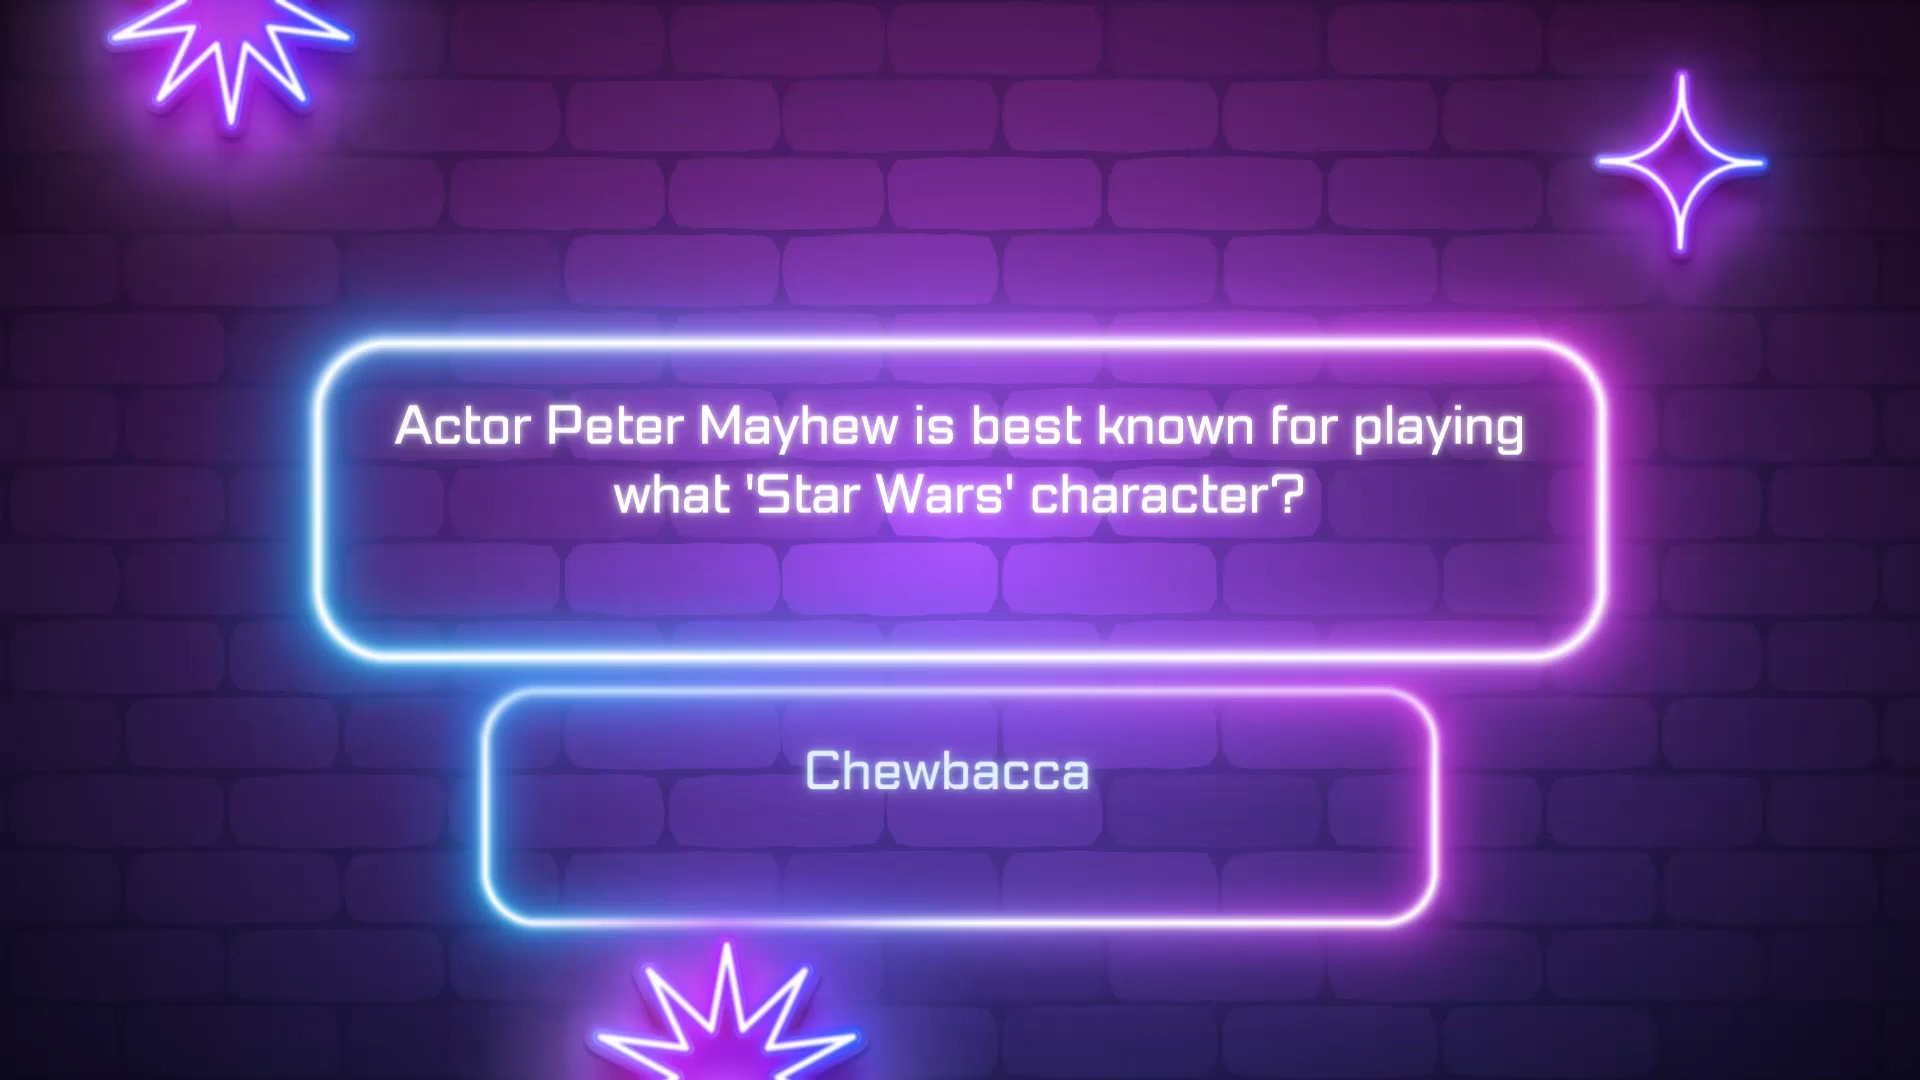 Actor Peter Mayhew is best known for playing
what 'Star Wars' character?
Chewbacca